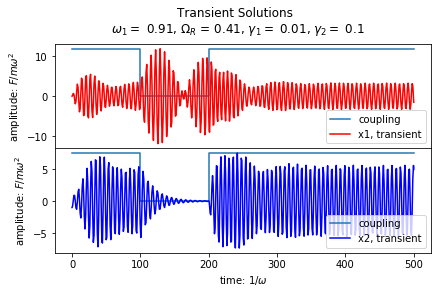 Transient Solutions
ω₁ = 0.91, Ω_R = 0.41, γ₁ = 0.01, γ₂ = 0.1
amplitude: F/mω²
10
0
−10
coupling
x1, transient
amplitude: F/mω²
5
0
−5
coupling
x2, transient
0 100 200 300 400 500
time: 1/ω